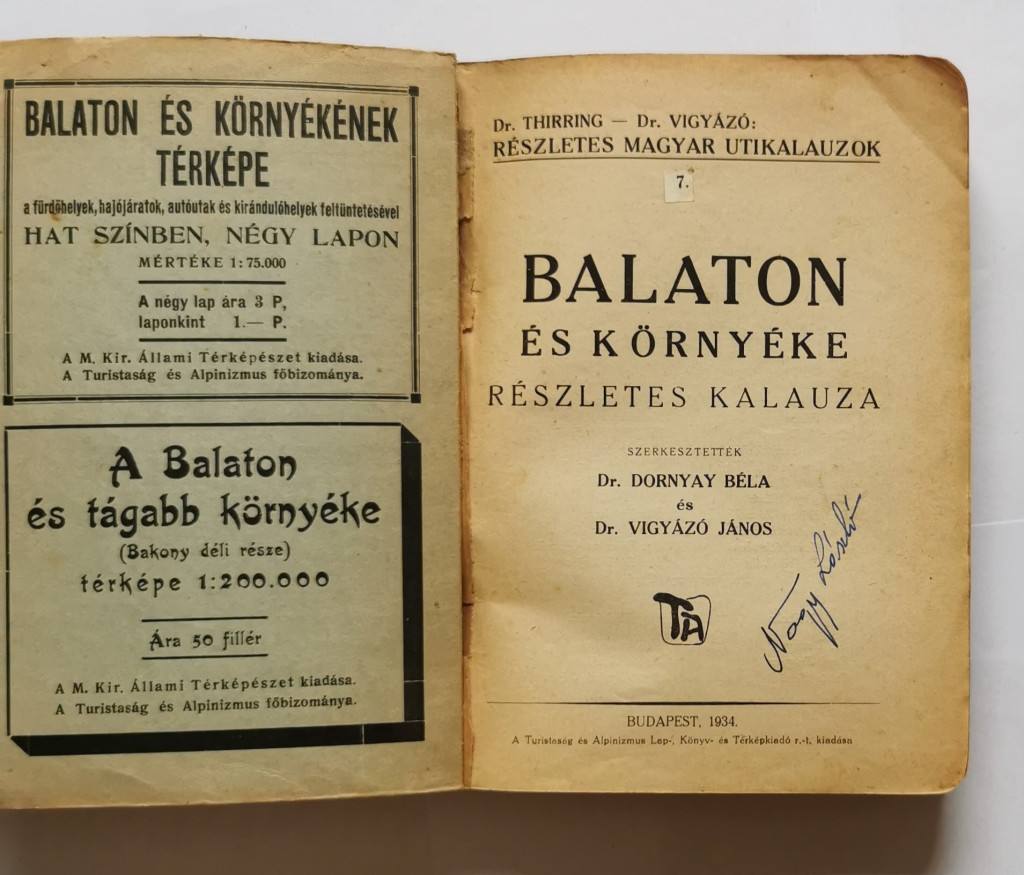 BALATON ÉS KÖRNYÉKÉNEK
TÉRKÉPE
a fürdőhelyek, hajójáratok, autóutak és kirándulóhelyek feltüntetésével
HAT SZÍNBEN, NÉGY LAPON
MÉRTÉKE 1:75.000
A négy lap ára 3 P,
laponkint 1.— P.
A M. Kir. Állami Térképészet kiadása.
A Turistaság és Alpinizmus főbizománya.
A Balaton
és tágabb környéke
(Bakony déli része)
térképe 1:200.000
Ára 50 fillér
A M. Kir. Állami Térképészet kiadása.
A Turistaság és Alpinizmus főbizománya.
Dr. THIRRING — Dr. VIGYÁZÓ:
RÉSZLETES MAGYAR UTIKALAUZOK
7.
BALATON
ÉS KÖRNYÉKE
RÉSZLETES KALAUZA
SZERKESZTETTÉK
Dr. DORNYAY BÉLA
és
Dr. VIGYÁZÓ JÁNOS
Nagy László
TA
BUDAPEST, 1934.
A Turistaság és Alpinizmus Lap-, Könyv- és Térképkiadó r.-t. kiadása